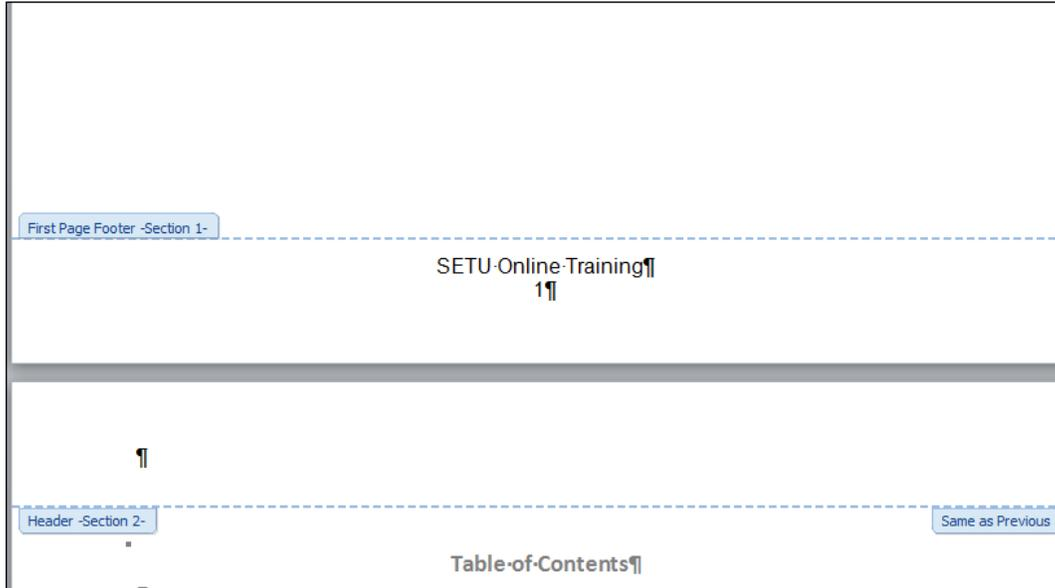 First Page Footer -Section 1-
SETU·Online·Training¶
1¶
¶
Header -Section 2-
Same as Previous
Table·of·Contents¶